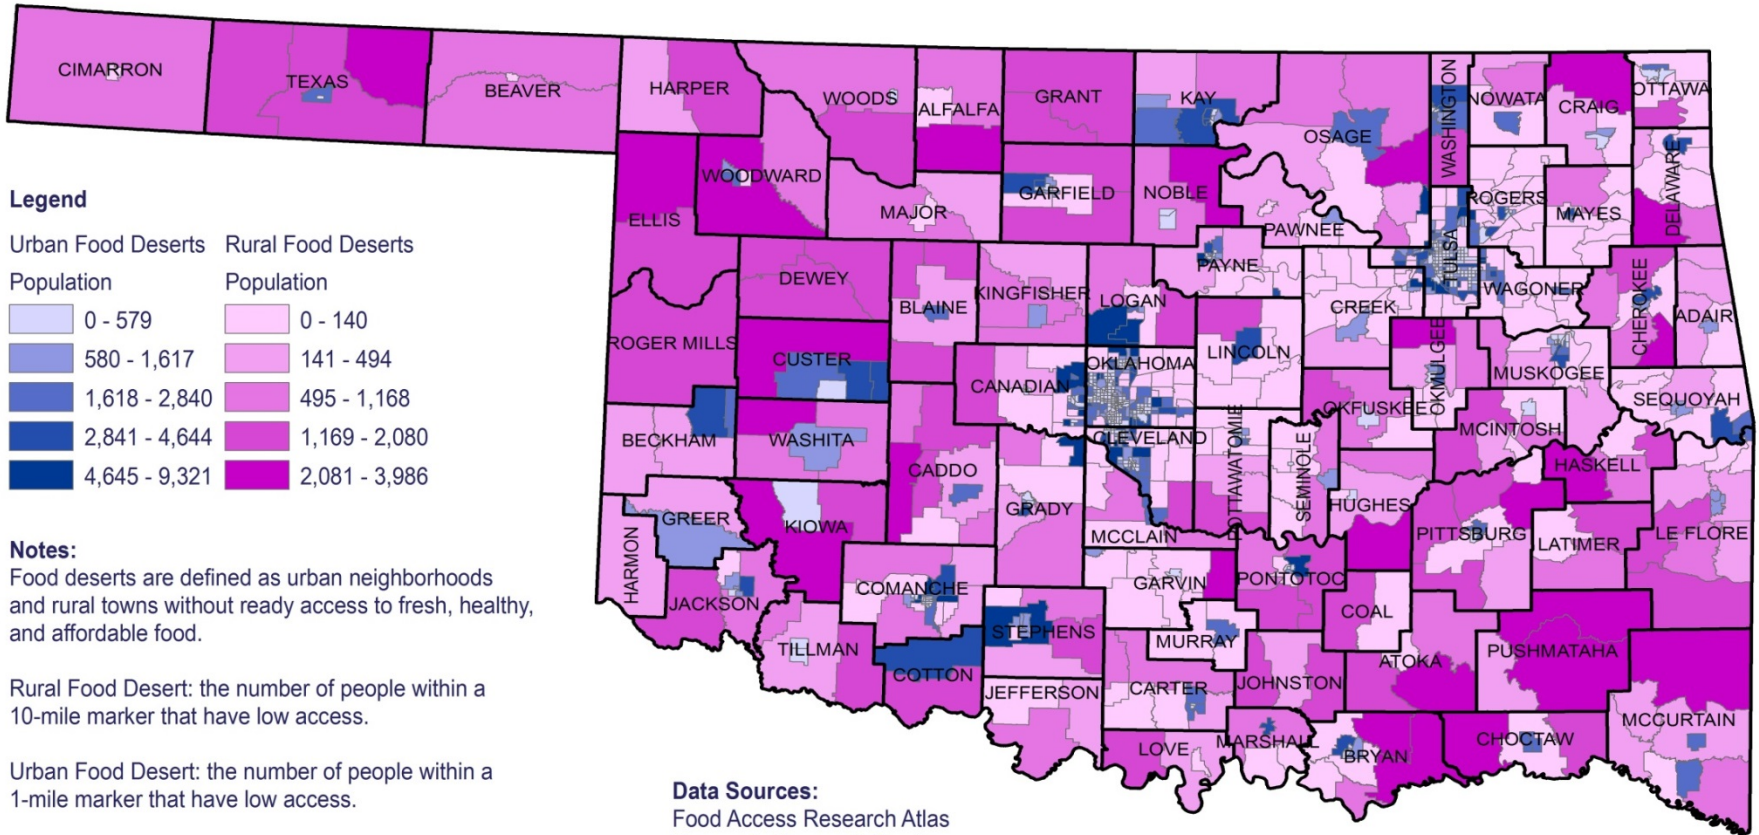 CIMARRON
TEXAS
BEAVER
HARPER
WOODS
ALFALFA
GRANT
KAY
OSAGE
WASHINGTON
NOWATA
CRAIG
OTTAWA
ELLIS
WOODWARD
MAJOR
GARFIELD
NOBLE
PAWNEE
TULSA
ROGERS
MAYES
DELAWARE
DEWEY
BLAINE
KINGFISHER
LOGAN
PAYNE
CREEK
WAGONER
CHEROKEE
ADAIR
ROGER MILLS
CUSTER
CANADIAN
OKLAHOMA
LINCOLN
OKMULGEE
MUSKOGEE
SEQUOYAH
BECKHAM
WASHITA
CADDO
GRADY
CLEVELAND
POTTAWATOMIE
SEMINOLE
OKFUSKEE
HUGHES
MCINTOSH
HASKELL
HARMON
GREER
KIOWA
MCCLAIN
PITTSBURG
LATIMER
LE FLORE
JACKSON
COMANCHE
GARVIN
PONTOTOC
COAL
TILLMAN
COTTON
STEPHENS
MURRAY
JOHNSTON
ATOKA
PUSHMATAHA
JEFFERSON
CARTER
LOVE
MARSHALL
BRYAN
CHOCTAW
MCCURTAIN
Legend
Urban Food Deserts Rural Food Deserts
Population Population
0 - 579 0 - 140
580 - 1,617 141 - 494
1,618 - 2,840 495 - 1,168
2,841 - 4,644 1,169 - 2,080
4,645 - 9,321 2,081 - 3,986
Notes:
Food deserts are defined as urban neighborhoods
and rural towns without ready access to fresh, healthy,
and affordable food.
Rural Food Desert: the number of people within a
10-mile marker that have low access.
Urban Food Desert: the number of people within a
1-mile marker that have low access.
Data Sources:
Food Access Research Atlas